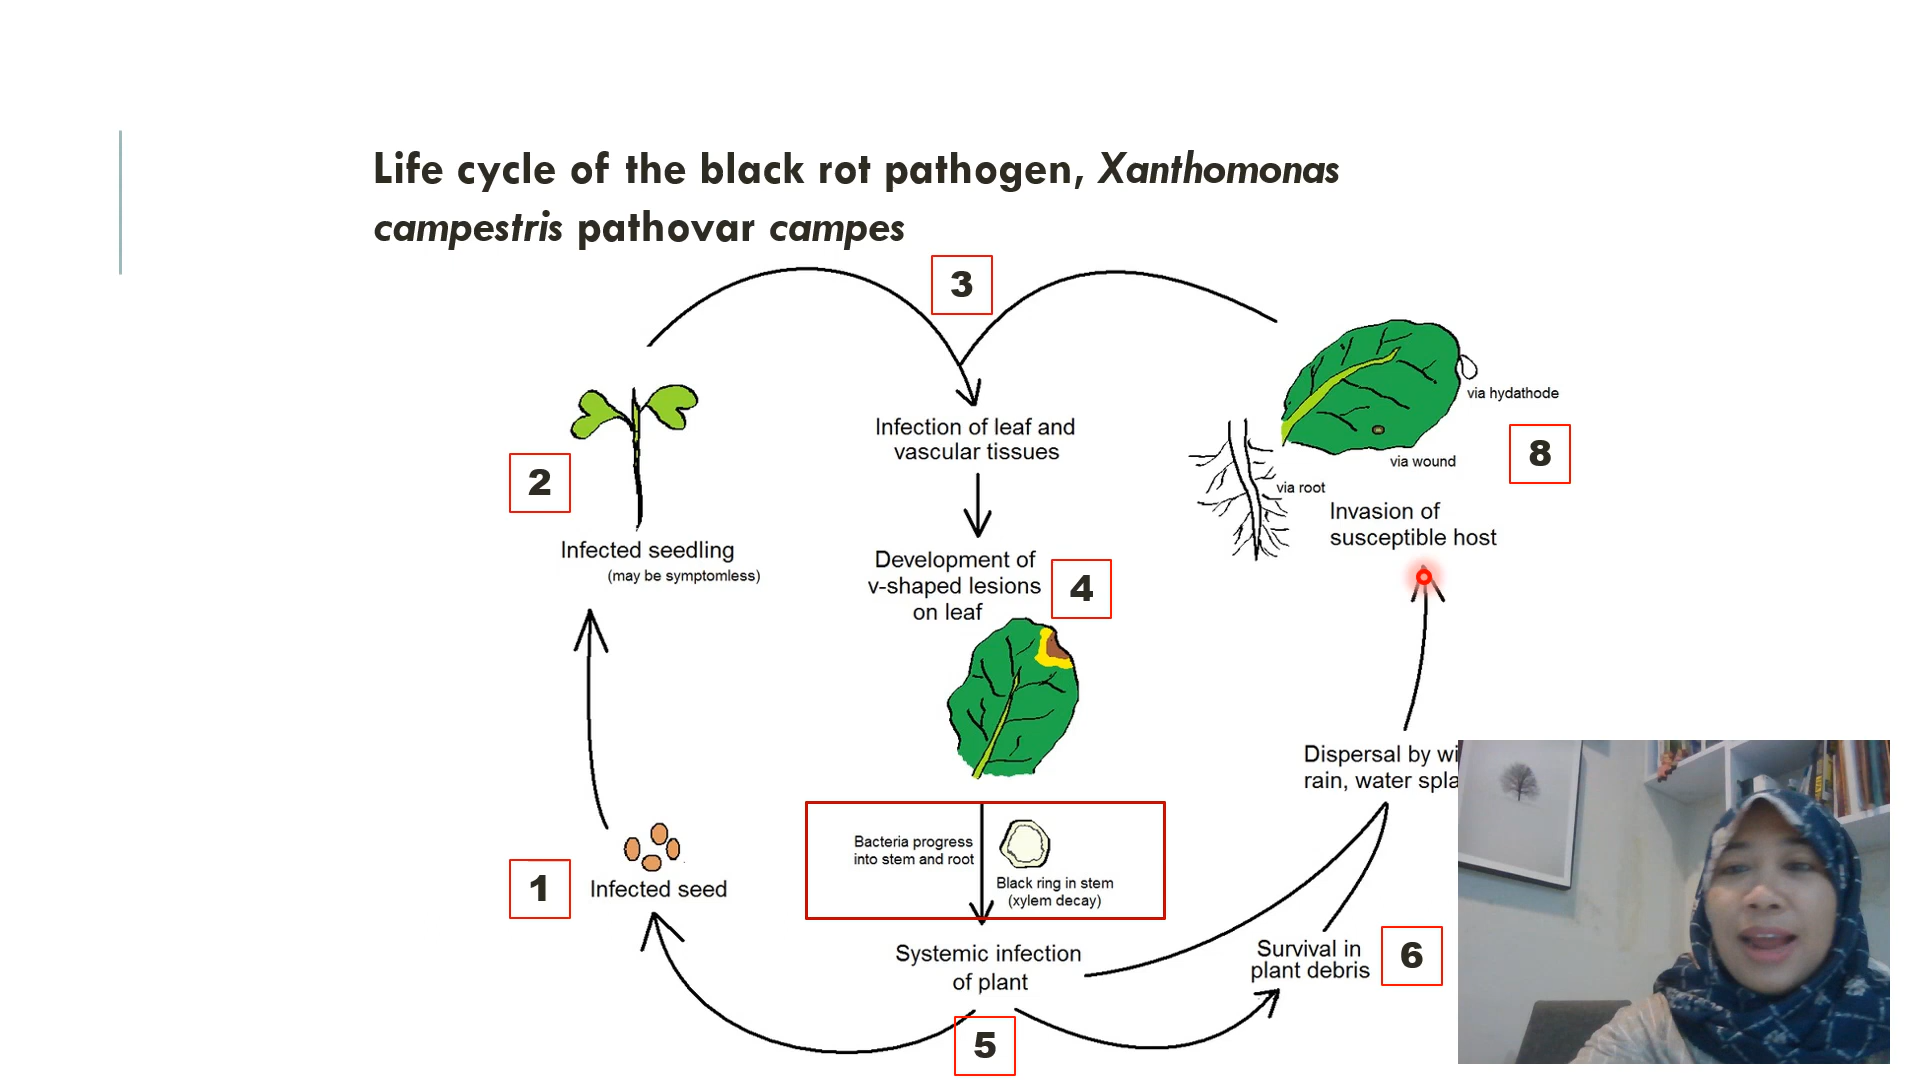 Life cycle of the black rot pathogen, Xanthomonas
campestris pathovar campes
3
via hydathode
8
via wound
via root
Invasion of
susceptible host
2
Infected seedling
(may be symptomless)
Infection of leaf and
vascular tissues
Development of
v-shaped lesions
on leaf
4
Dispersal by
rain, water
Bacteria progress
into stem and root
Black ring in stem
(xylem decay)
1
Infected seed
Systemic infection
of plant
Survival in
plant debris
6
5